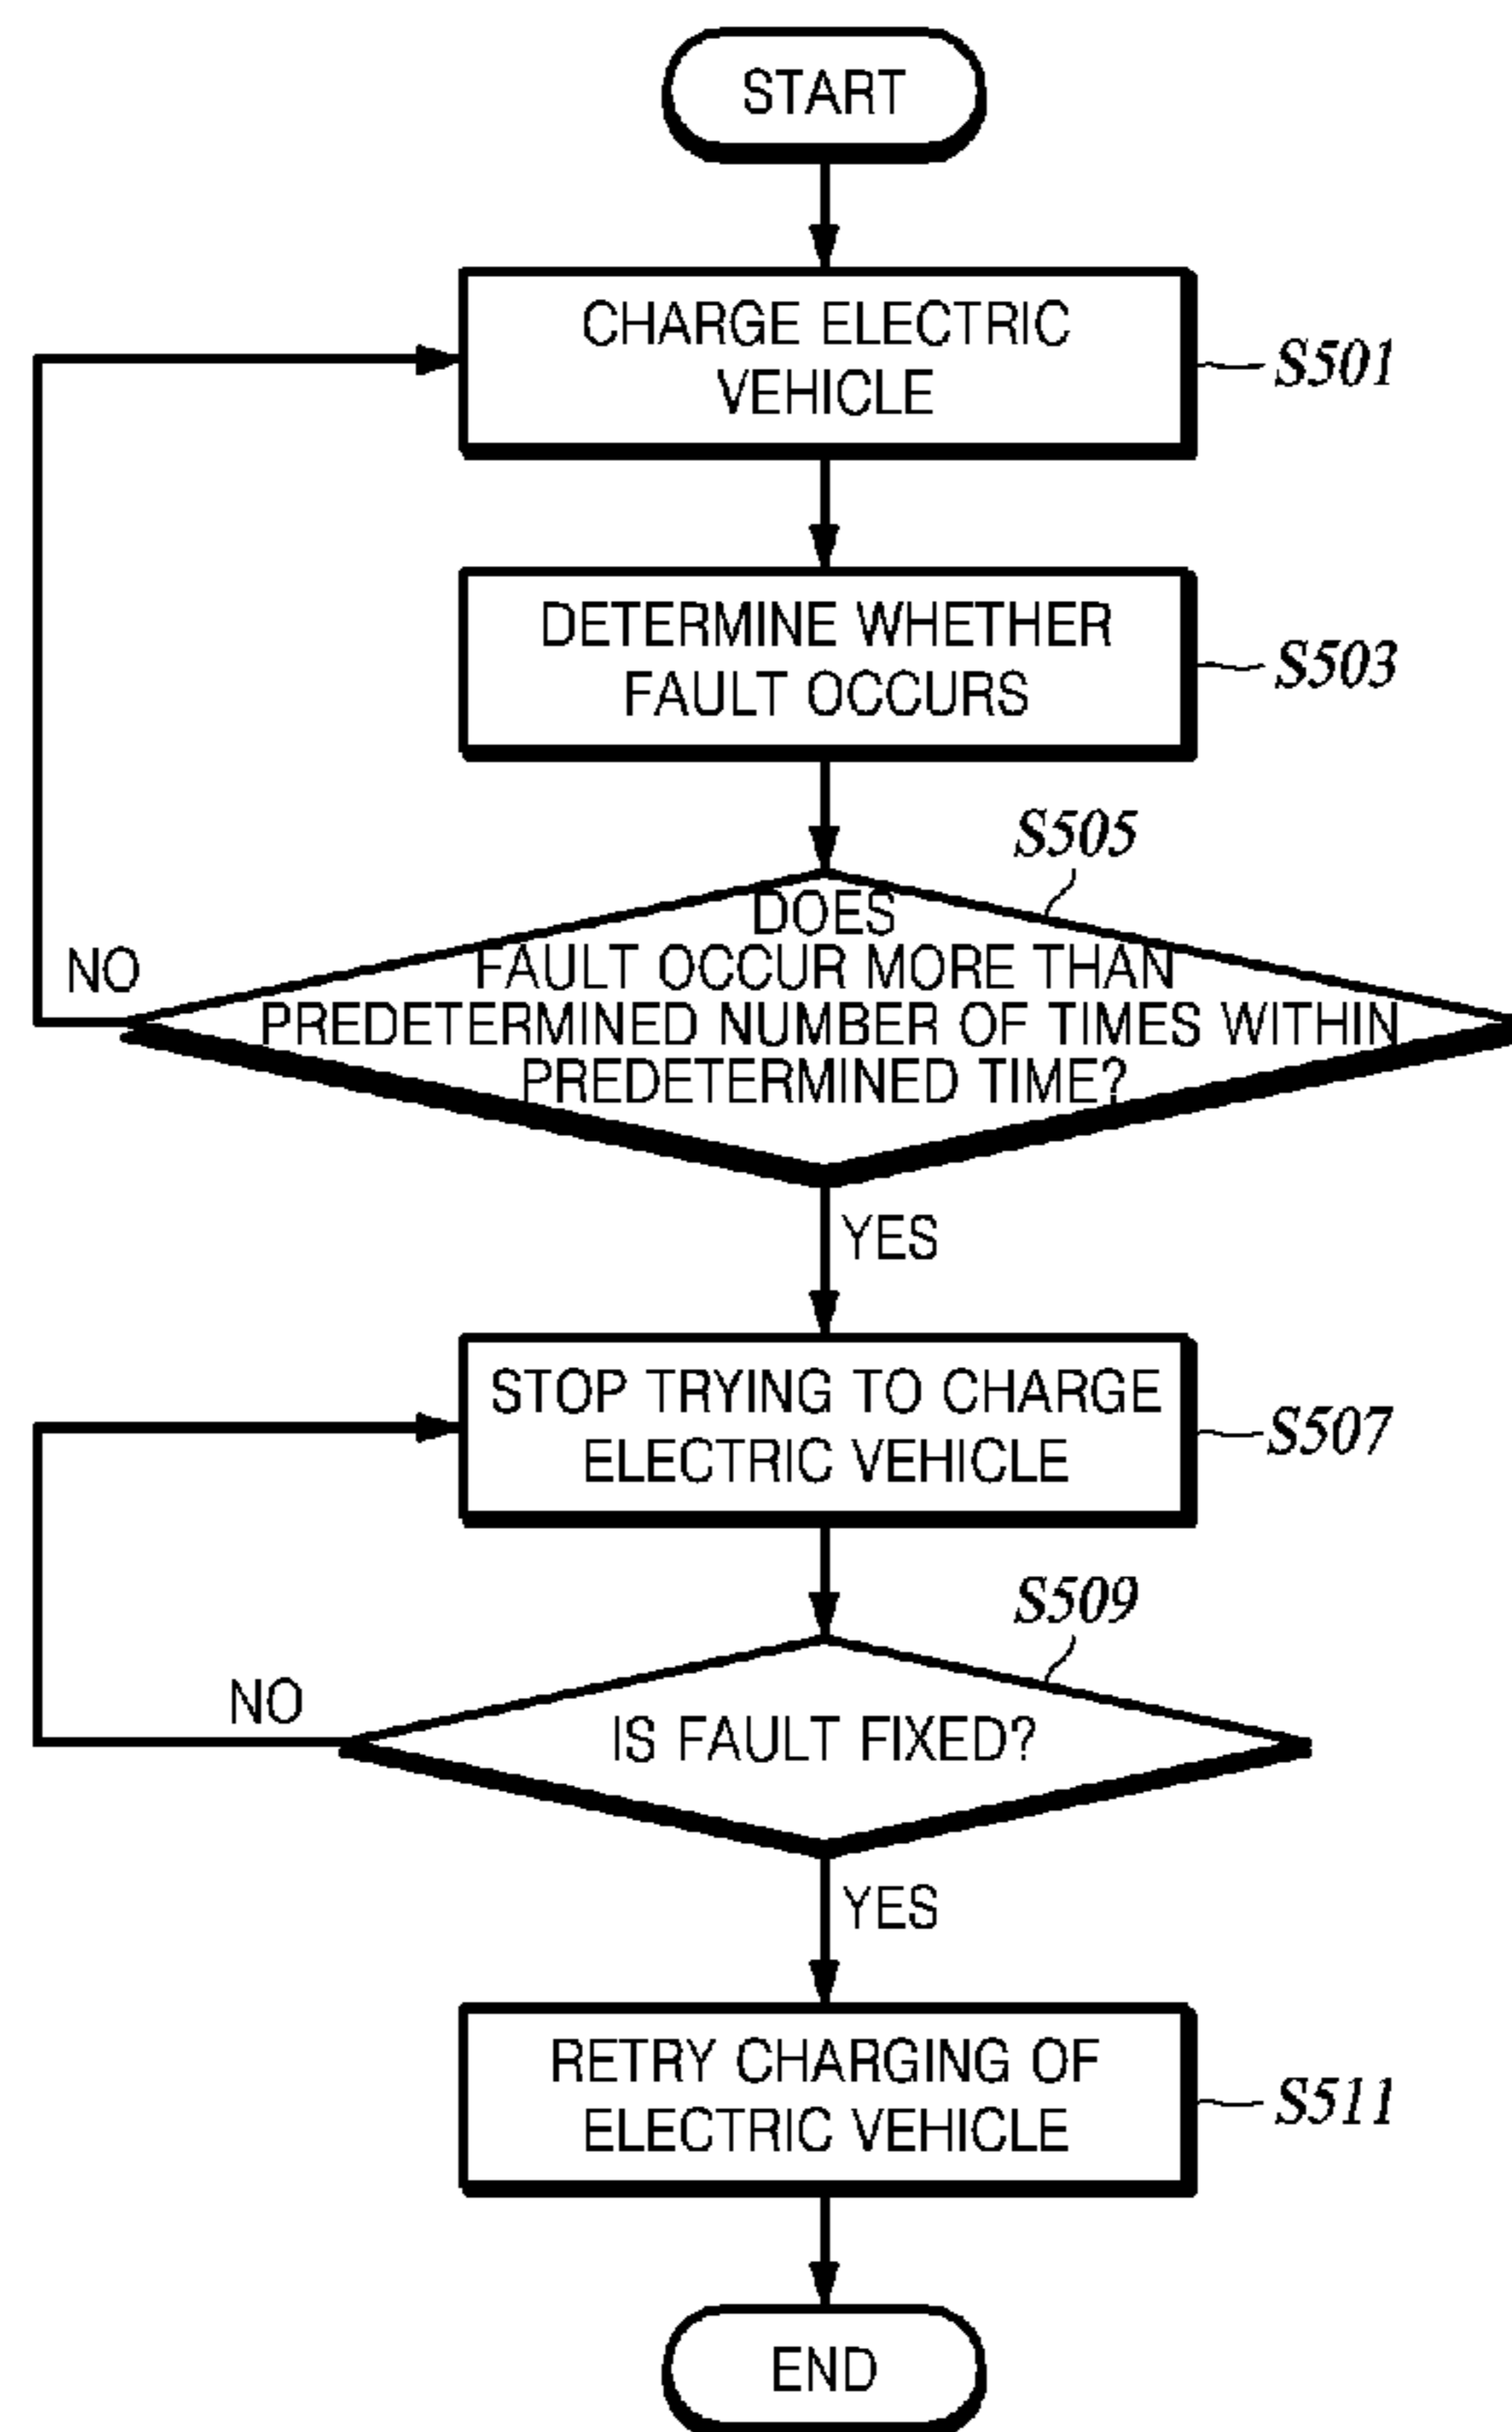 START
CHARGE ELECTRIC
VEHICLE
S501
DETERMINE WHETHER
FAULT OCCURS
S503
S505
DOES
FAULT OCCUR MORE THAN
PREDETERMINED NUMBER OF TIMES WITHIN
PREDETERMINED TIME?
NO
YES
STOP TRYING TO CHARGE
ELECTRIC VEHICLE
S507
S509
IS FAULT FIXED?
NO
YES
RETRY CHARGING OF
ELECTRIC VEHICLE
S511
END